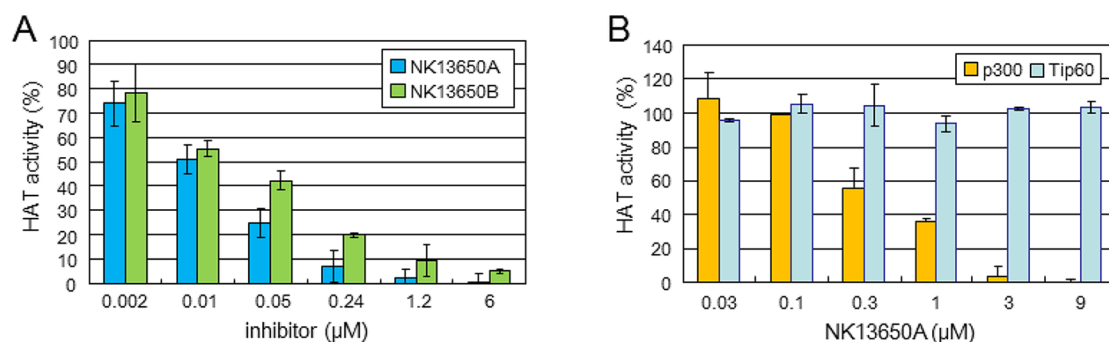 A
HAT activity (%)
100
90
80
70
60
50
40
30
20
10
0
NK13650A
NK13650B
0.002 0.01 0.05 0.24 1.2 6
inhibitor (μM)
B
HAT activity (%)
140
120
100
80
60
40
20
0
p300 Tip60
0.03 0.1 0.3 1 3 9
NK13650A (μM)